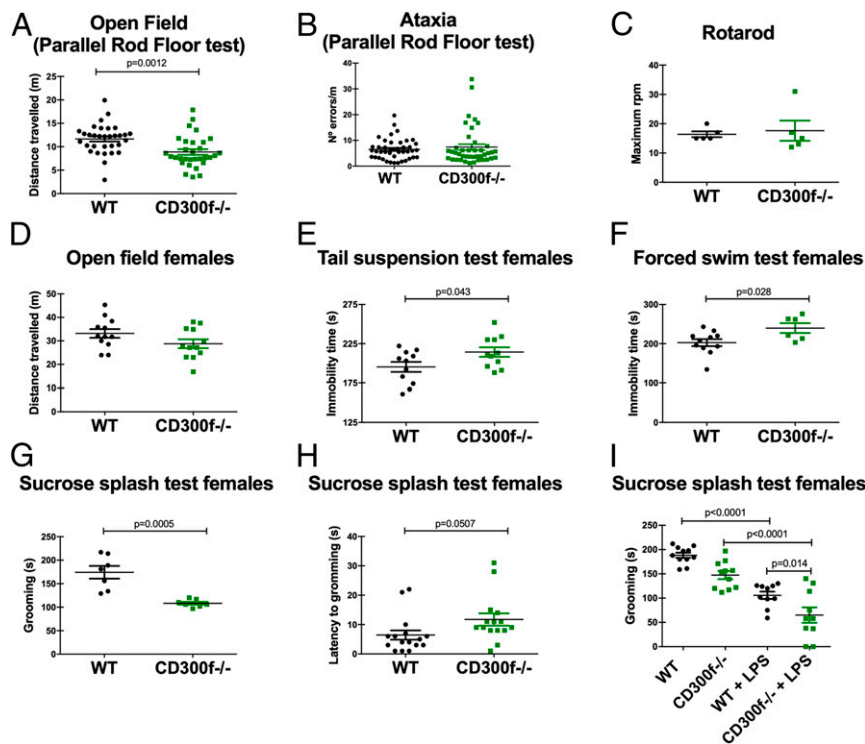 A
Open Field
(Parallel Rod Floor test)
p=0.0012
Distance travelled (m)
25
20
15
10
5
0
WT
CD300f-/-
B
Ataxia
(Parallel Rod Floor test)
Nº errors/m
40
30
20
10
0
WT
CD300f-/-
C
Rotarod
Maximum rpm
40
30
20
10
0
WT
CD300f-/-
D
Open field females
Distance travelled (m)
50
40
30
20
10
0
WT
CD300f-/-
E
Tail suspension test females
p=0.043
Immobility time (s)
275
225
175
125
WT
CD300f-/-
F
Forced swim test females
p=0.028
Immobility time (s)
300
200
100
0
WT
CD300f-/-
G
Sucrose splash test females
p=0.0005
Grooming (s)
250
200
150
100
50
0
WT
CD300f-/-
H
Sucrose splash test females
p=0.0507
Latency to gromming (s)
40
30
20
10
0
WT
CD300f-/-
I
Sucrose splash test females
p<0.0001
p<0.0001
p=0.014
Grooming (s)
250
200
150
100
50
0
WT
CD300f-/-
WT + LPS
CD300f-/- + LPS